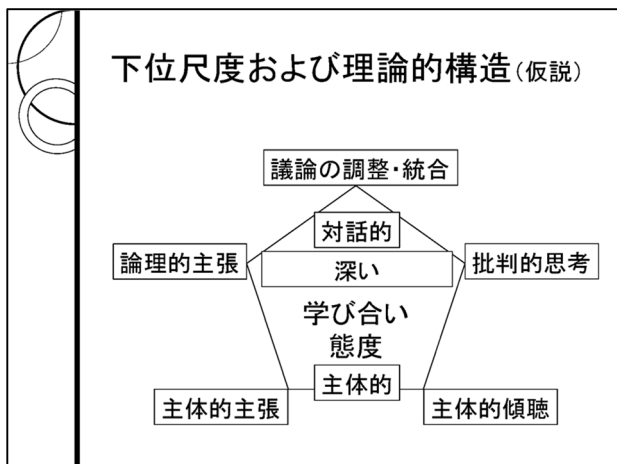 下位尺度および理論的構造(仮説)
議論の調整・統合
対話的
論理的主張
深い
批判的思考
学び合い
態度
主体的
主体的主張
主体的傾聴